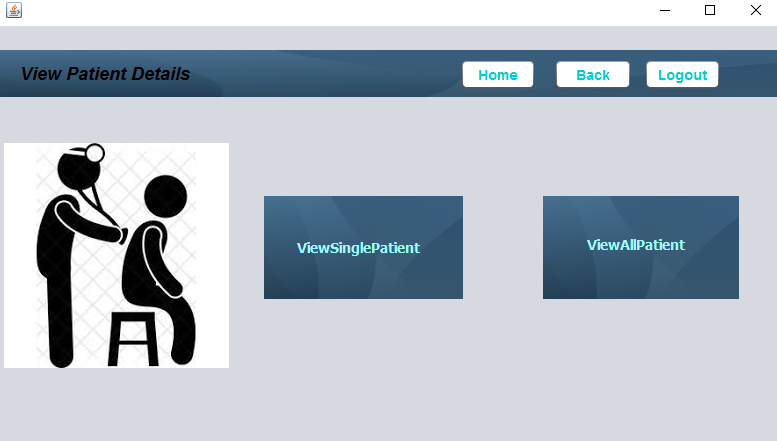 View Patient Details
Home
Back
Logout
ViewSinglePatient
ViewAllPatient